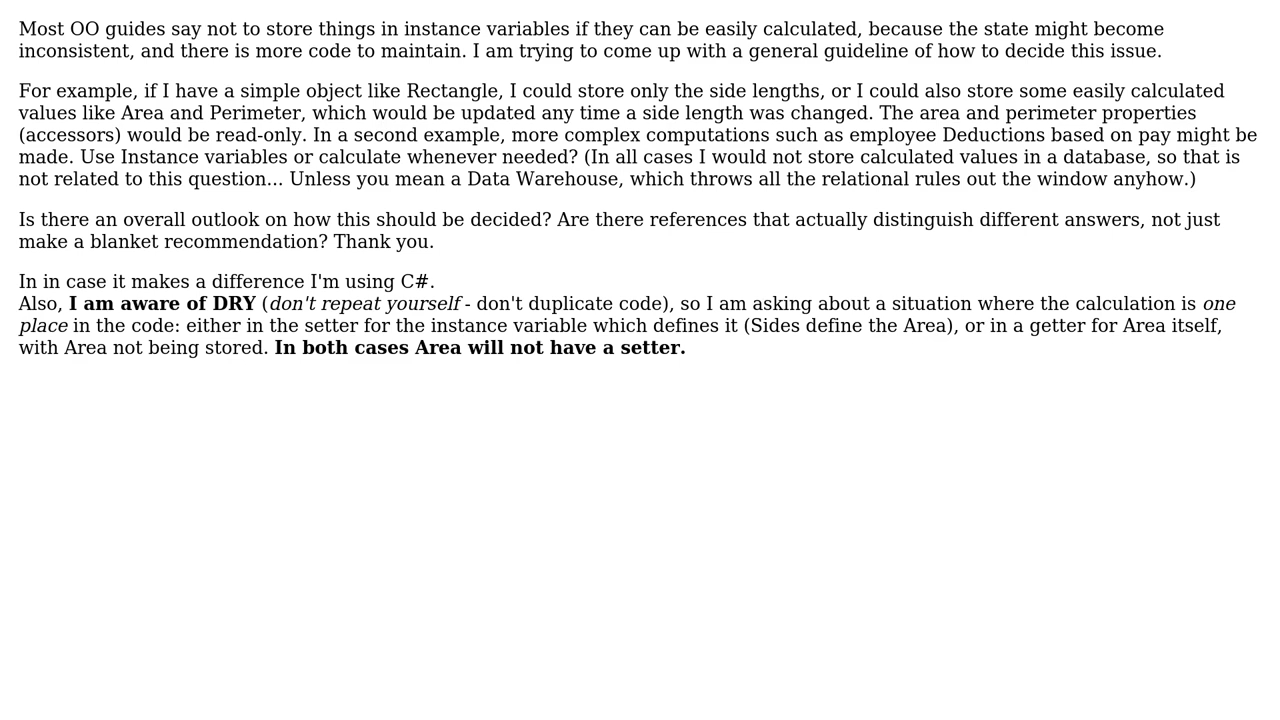 Most OO guides say not to store things in instance variables if they can be easily calculated, because the state might become
inconsistent, and there is more code to maintain. I am trying to come up with a general guideline of how to decide this issue.
For example, if I have a simple object like Rectangle, I could store only the side lengths, or I could also store some easily calculated
values like Area and Perimeter, which would be updated any time a side length was changed. The area and perimeter properties
(accessors) would be read-only. In a second example, more complex computations such as employee Deductions based on pay might be
made. Use Instance variables or calculate whenever needed? (In all cases I would not store calculated values in a database, so that is
not related to this question... Unless you mean a Data Warehouse, which throws all the relational rules out the window anyhow.)
Is there an overall outlook on how this should be decided? Are there references that actually distinguish different answers, not just
make a blanket recommendation? Thank you.
In in case it makes a difference I'm using C#.
Also, I am aware of DRY (don't repeat yourself - don't duplicate code), so I am asking about a situation where the calculation is one
place in the code: either in the setter for the instance variable which defines it (Sides define the Area), or in a getter for Area itself,
with Area not being stored. In both cases Area will not have a setter.